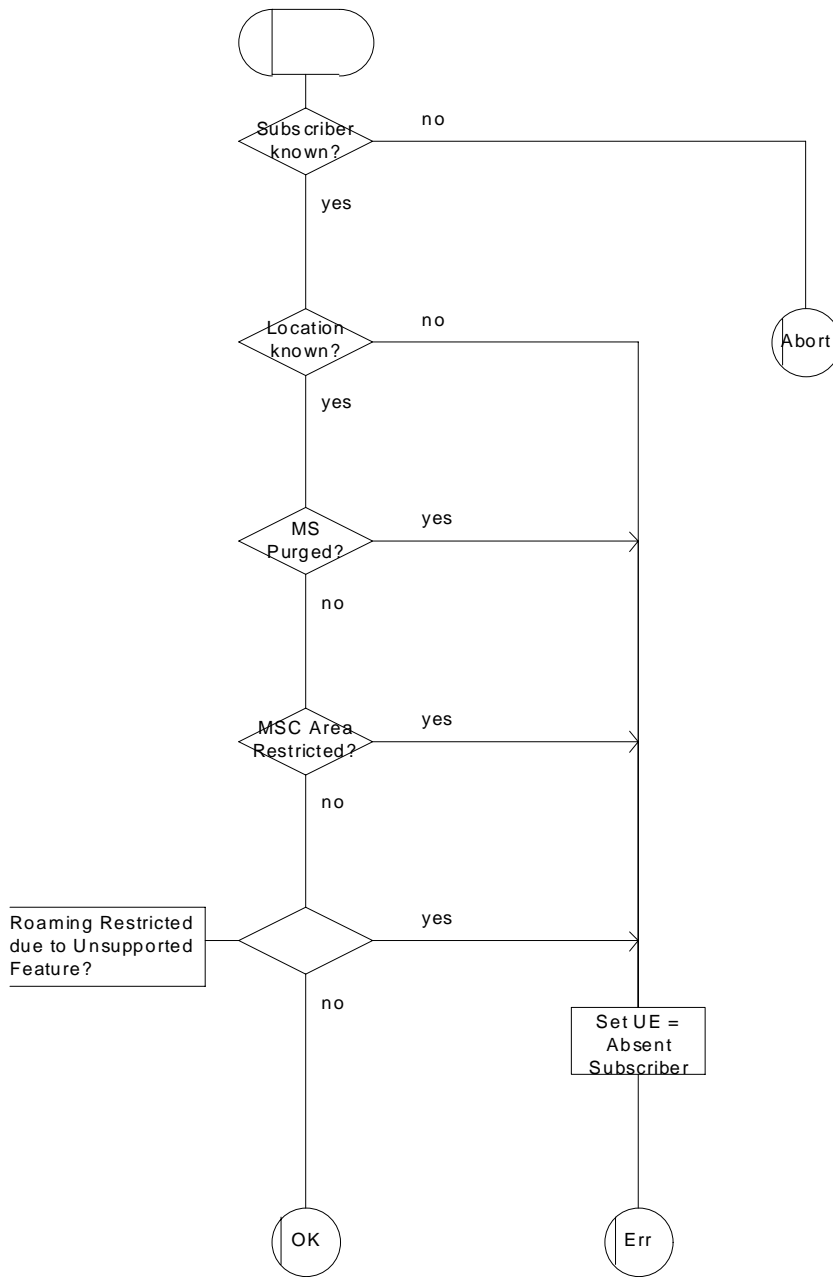 Subscriber
known?
no
yes
Location
known?
no
Abort
yes
MS
Purged?
yes
no
MSC Area
Restricted?
yes
no
Roaming Restricted
due to Unsupported
Feature?
yes
no
Set UE =
Absent
Subscriber
OK
Err